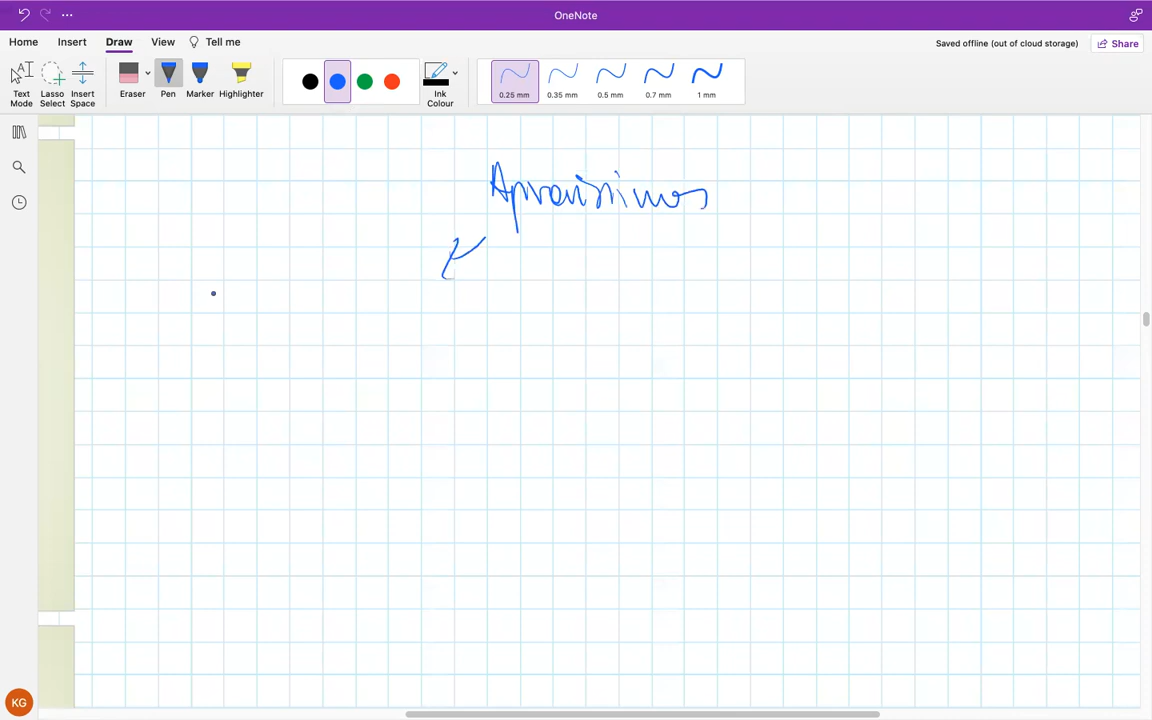 OneNote
Home Insert Draw View Tell me
Saved offline (out of cloud storage) Share
Text Mode
Lasso Select
Insert Space
Eraser
Pen
Marker
Highlighter
Ink Colour
0.25 mm
0.35 mm
0.5 mm
0.7 mm
1 mm
KG